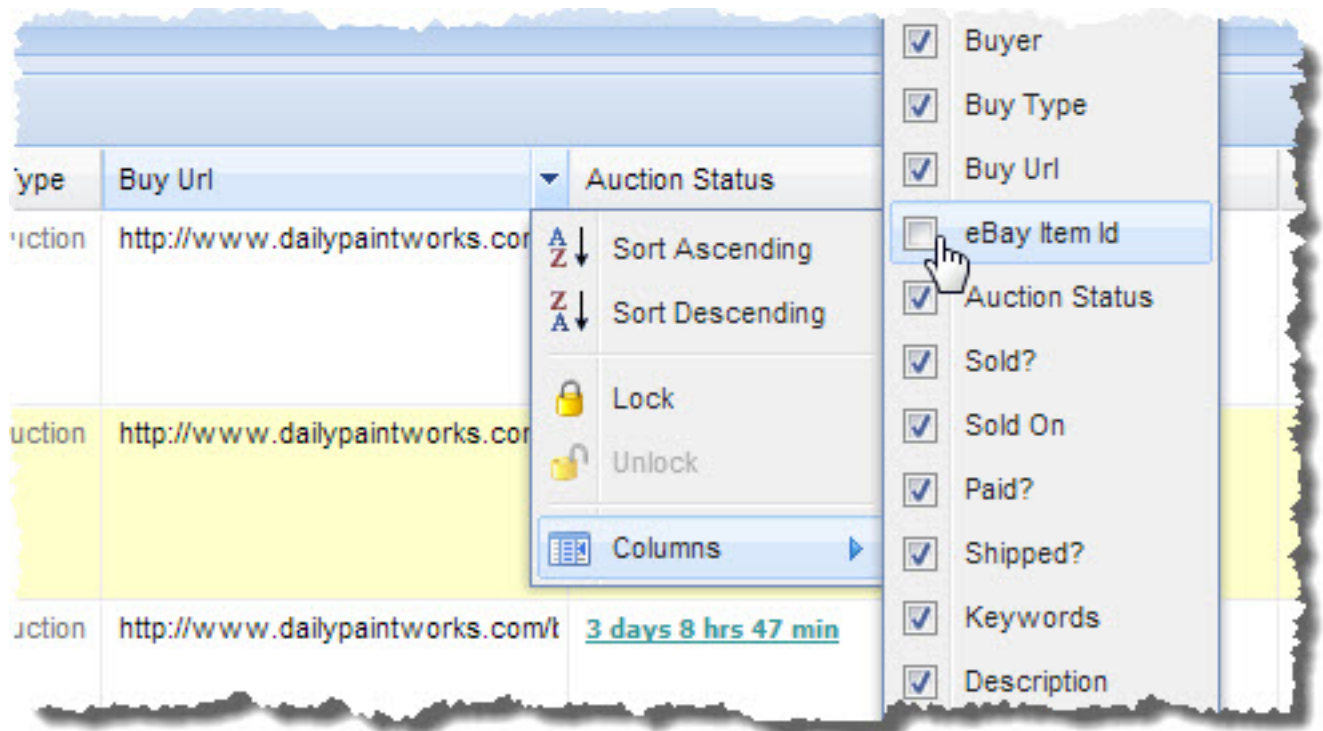 Type
Buy Url
Auction Status
uction
http://www.dailypaintworks.com
uction
http://www.dailypaintworks.com
uction
http://www.dailypaintworks.com/b
3 days 8 hrs 47 min
Sort Ascending
Sort Descending
Lock
Unlock
Columns
Buyer
Buy Type
Buy Url
eBay Item Id
Auction Status
Sold?
Sold On
Paid?
Shipped?
Keywords
Description